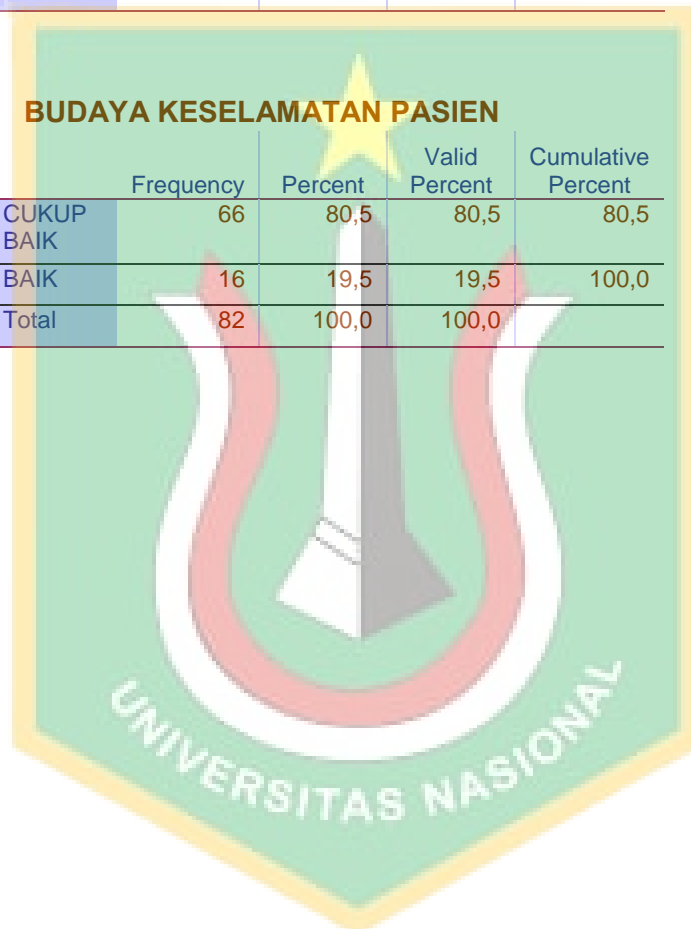 BUDAYA KESELAMATAN PASIEN
Frequency Percent Valid Percent Cumulative Percent
CUKUP BAIK 66 80,5 80,5 80,5
BAIK 16 19,5 19,5 100,0
Total 82 100,0 100,0
UNIVERSITAS NASIONAL